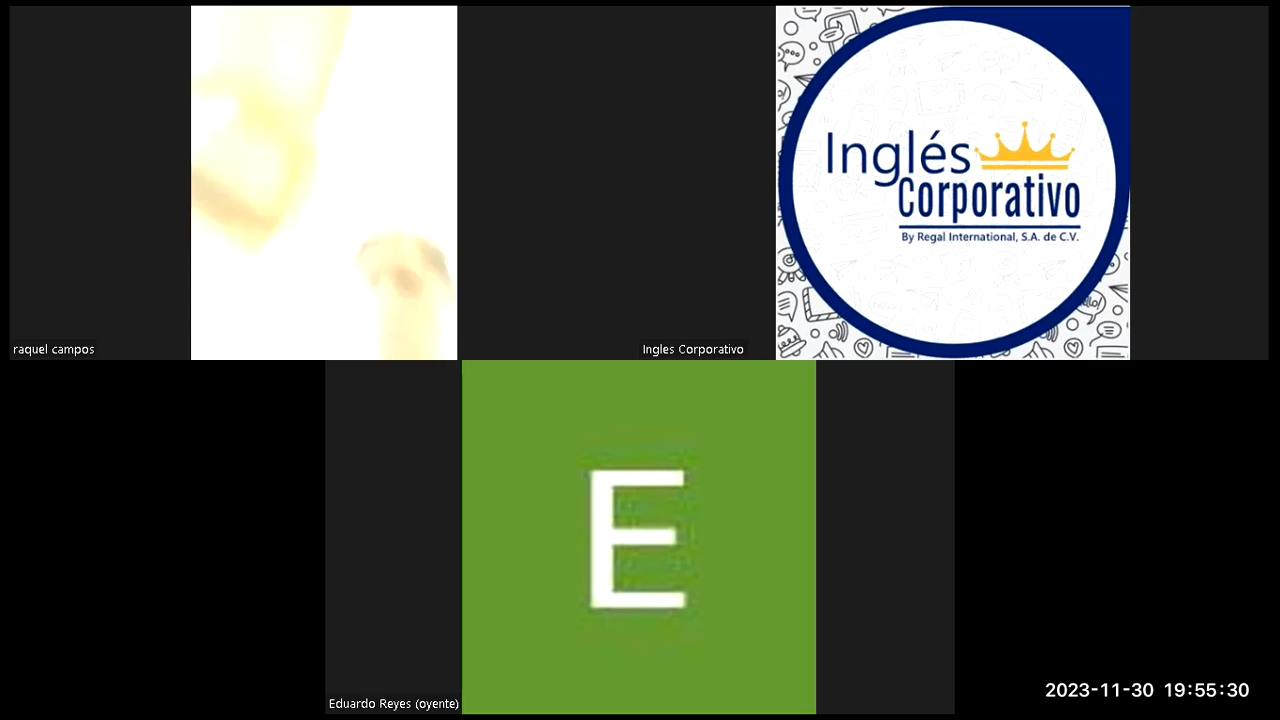 Inglés
Corporativo
By Regal International, S.A. de C.V.
raquel campos
Ingles Corporativo
E
Eduardo Reyes (oyente)
2023-11-30 19:55:30